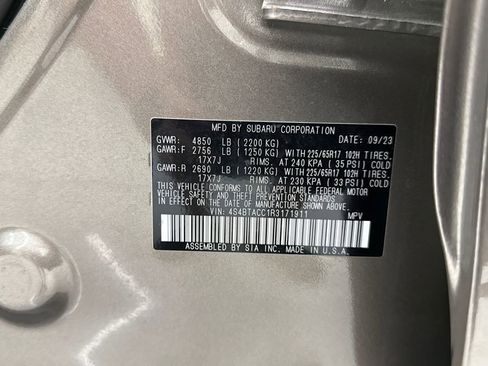 MFD BY SUBARU CORPORATION DATE: 09/23
GVWR: 4850 LB (2200 KG)
GAWR:F 2756 LB (1250 KG) WITH 225/65R17 102H TIRES.
17X7J RIMS. AT 240 KPA (35 PSI) COLD
GAWR:R 2690 LB (1220 KG) WITH 225/65R17 102H TIRES.
17X7J RIMS. AT 230 KPA (33 PSI) COLD
THIS VEHICLE CONFORMS TO ALL APPLICABLE FEDERAL MOTOR
VEHICLE SAFETY, BUMPER, AND THEFT PREVENTION STANDARDS
IN EFFECT ON THE DATE OF MANUFACTURE SHOWN ABOVE.
VIN: 4S4BTACC1R3171911 MPV
ASSEMBLED BY SIA INC. MADE IN U.S.A.